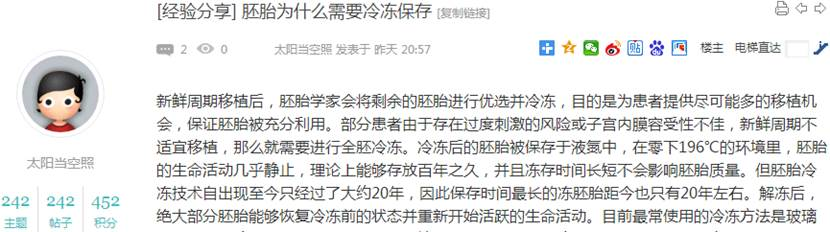 [经验分享] 胚胎为什么需要冷冻保存 [复制链接]
2 0 太阳当空照 发表于 昨天 20:57 贴 楼主 电梯直达
新鲜周期移植后，胚胎学家会将剩余的胚胎进行优选并冷冻，目的是为患者提供尽可能多的移植机
会，保证胚胎被充分利用。部分患者由于存在过度刺激的风险或子宫内膜容受性不佳，新鲜周期不
适宜移植，那么就需要进行全胚冷冻。冷冻后的胚胎被保存于液氮中，在零下196℃的环境里，胚胎
的生命活动几乎静止，理论上能够存放百年之久，并且冻存时间长短不会影响胚胎质量。但胚胎冷
冻技术自出现至今只经过了大约20年，因此保存时间最长的冻胚胎距今也只有20年左右。解冻后，
绝大部分胚胎能够恢复冷冻前的状态并重新开始活跃的生命活动。目前最常使用的冷冻方法是玻璃
太阳当空照
242 242 452
主题 帖子 积分